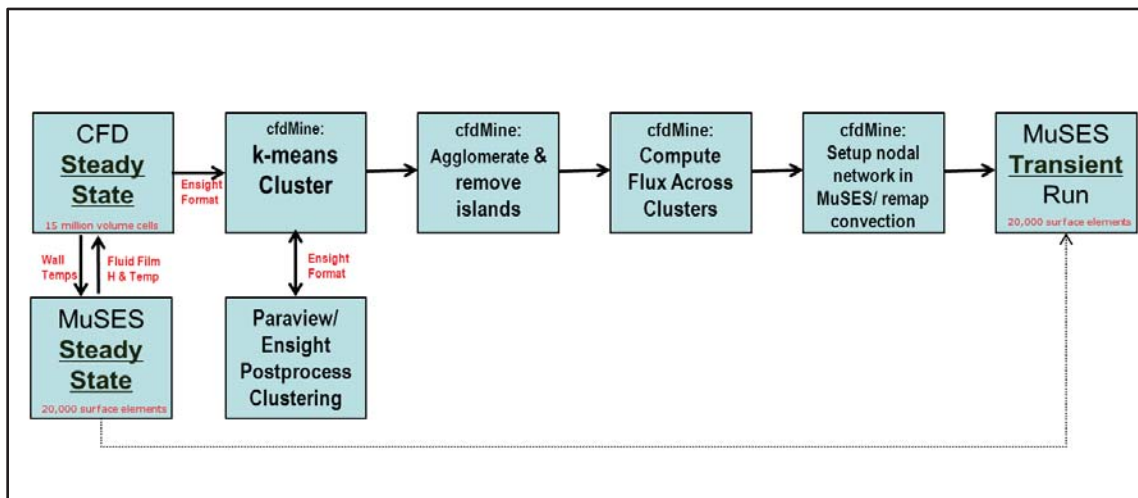 CFD
Steady
State
15 million volume cells
Ensight
Format
cfdMine:
k-means
Cluster
cfdMine:
Agglomerate &
remove
islands
cfdMine:
Compute
Flux Across
Clusters
cfdMine:
Setup nodal
network in
MuSES/ remap
convection
MuSES
Transient
Run
20,000 surface elements
Wall
Temps
Fluid Film
H & Temp
Ensight
Format
MuSES
Steady
State
20,000 surface elements
Paraview/
Ensight
Postprocess
Clustering